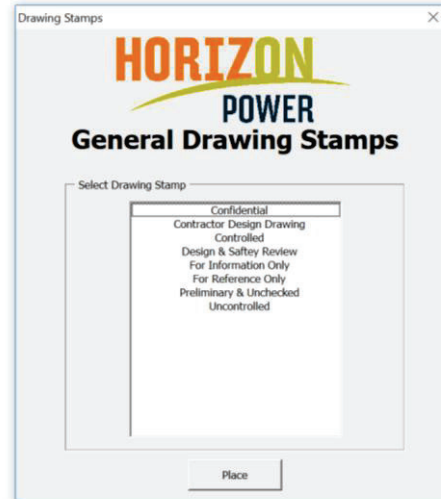 Drawing Stamps
HORIZON
POWER
General Drawing Stamps
Select Drawing Stamp
Confidential
Contractor Design Drawing
Controlled
Design & Saftey Review
For Information Only
For Reference Only
Preliminary & Unchecked
Uncontrolled
Place